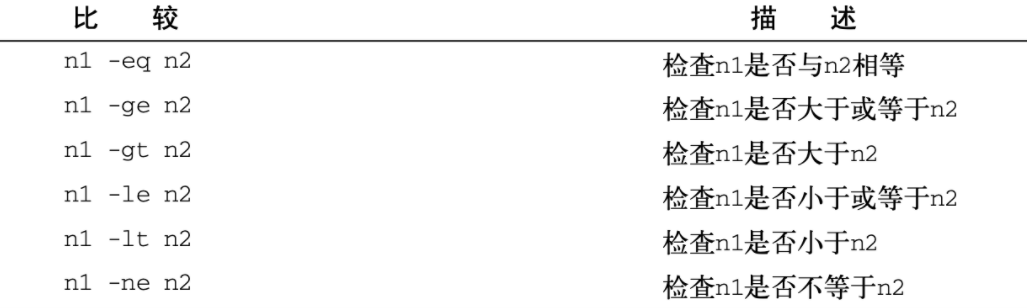 比 较 描 述
n1 -eq n2 检查n1是否与n2相等
n1 -ge n2 检查n1是否大于或等于n2
n1 -gt n2 检查n1是否大于n2
n1 -le n2 检查n1是否小于或等于n2
n1 -lt n2 检查n1是否小于n2
n1 -ne n2 检查n1是否不等于n2